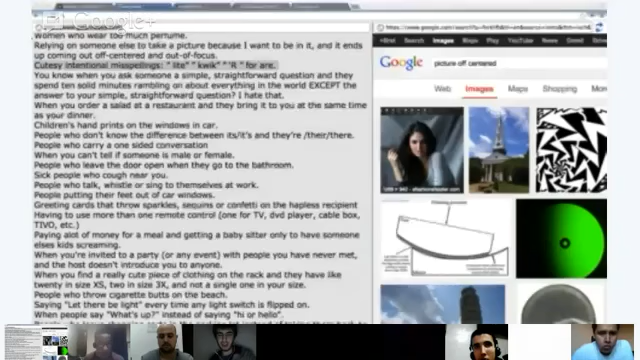 Google+
Women who wear too much perfume.
Relying on someone else to take a picture because I want to be in it, and it ends
up coming out off-centered and out-of-focus.
Cutesy intentional misspellings: " lite" " kwik" "R " for are.
You know when you ask someone a simple, straightforward question and they
spend ten solid minutes rambling on about everything in the world EXCEPT the
answer to your simple, straightforward question? I hate that.
When you order a salad at a restaurant and they bring it to you at the same time
as your dinner.
Children's hand prints on the windows in car.
People who don't know the difference between its/it's and they're /their/there.
People who carry a one sided conversation
When you can't tell if someone is male or female.
People who leave the door open when they go to the bathroom.
Sick people who cough near you.
People who talk, whistle or sing to themselves at work.
People putting their feet out of car windows.
Greeting cards that throw sparkles, sequins or confetti on the hapless recipient
Having to use more than one remote control (one for TV, dvd player, cable box,
TIVO, etc.)
Paying alot of money for a meal and getting a baby sitter only to have someone
elses kids screaming.
When you're invited to a party (or any event) with people you have never met,
and the host doesn't introduce you to anyone.
When you find a really cute piece of clothing on the rack and they have like
twenty in size XS, two in size 3X, and not a single one in your size.
People who throw cigarette butts on the beach.
Saying "Let there be light" every time any light switch is flipped on.
When people say "What's up?" instead of saying "hi or hello".
Search Images Play YouTube News
Google picture off centered
Web Images Maps Shopping Mor